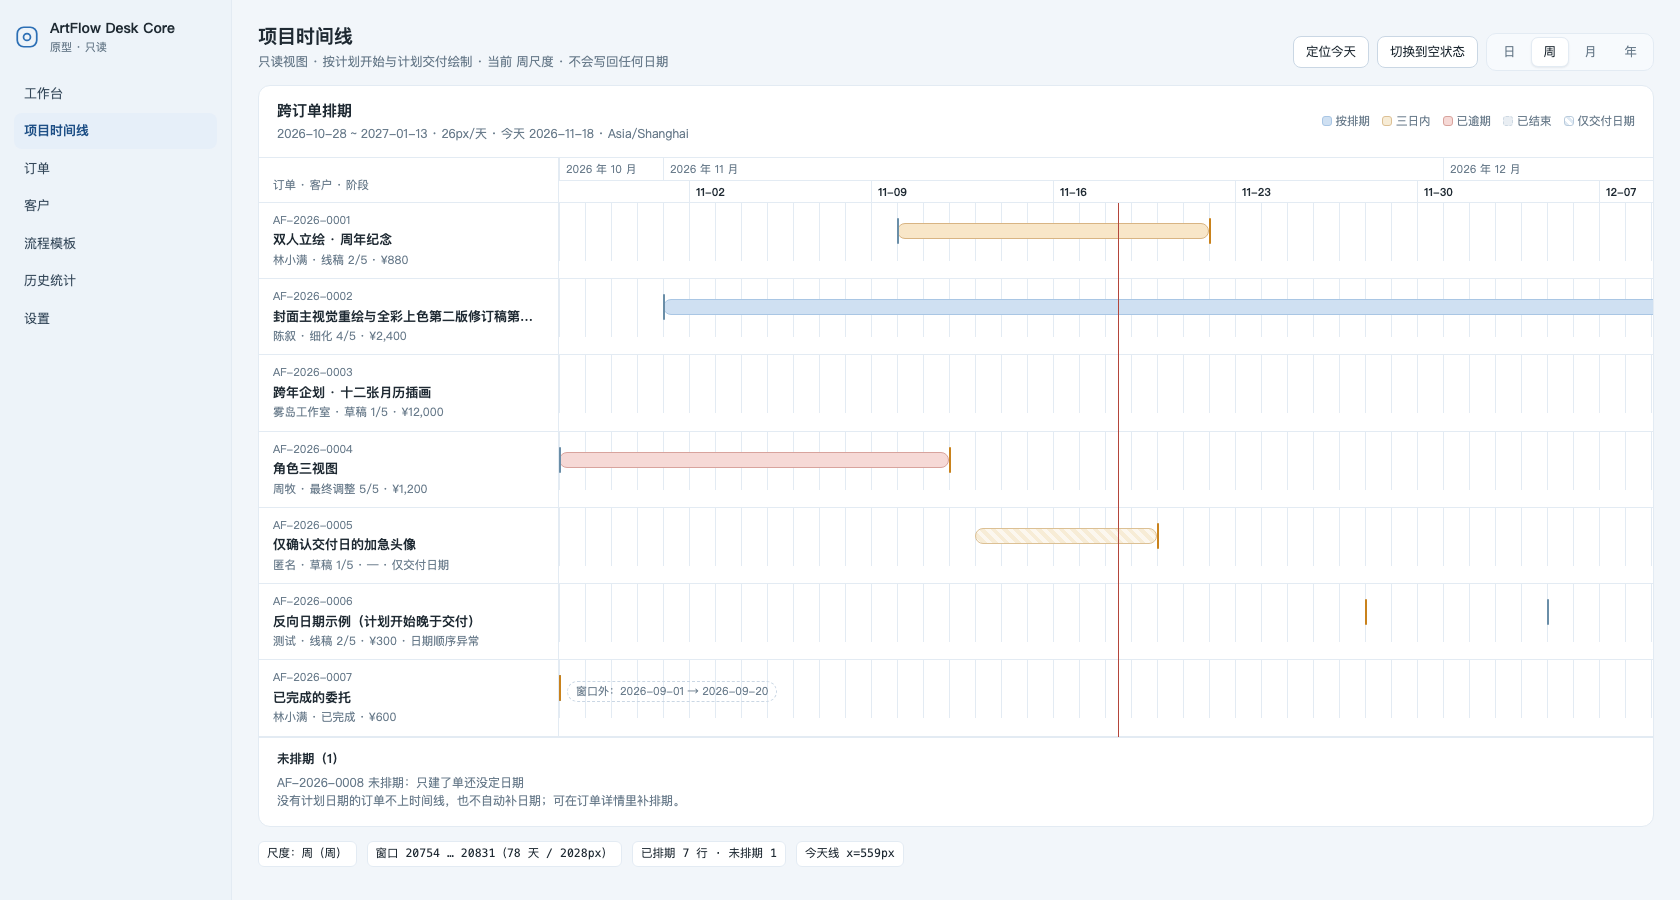 ArtFlow Desk Core
原型 · 只读
工作台
项目时间线
订单
客户
流程模板
历史统计
设置
项目时间线
只读视图 · 按计划开始与计划交付绘制 · 当前 周尺度 · 不会写回任何日期
定位今天
切换到空状态
日 周 月 年
跨订单排期
2026-10-28 ~ 2027-01-13 · 26px/天 · 今天 2026-11-18 · Asia/Shanghai
按排期 三日内 已逾期 已结束 仅交付日期
订单 · 客户 · 阶段
2026 年 10 月 2026 年 11 月 2026 年 12 月
11-02 11-09 11-16 11-23 11-30 12-07
AF-2026-0001
双人立绘 · 周年纪念
林小满 · 线稿 2/5 · ¥880
AF-2026-0002
封面主视觉重绘与全彩上色第二版修订稿第...
陈叙 · 细化 4/5 · ¥2,400
AF-2026-0003
跨年企划 · 十二张月历插画
雾岛工作室 · 草稿 1/5 · ¥12,000
AF-2026-0004
角色三视图
周牧 · 最终调整 5/5 · ¥1,200
AF-2026-0005
仅确认交付日的加急头像
匿名 · 草稿 1/5 · — · 仅交付日期
AF-2026-0006
反向日期示例（计划开始晚于交付）
测试 · 线稿 2/5 · ¥300 · 日期顺序异常
AF-2026-0007
已完成的委托
林小满 · 已完成 · ¥600
窗口外：2026-09-01 → 2026-09-20
未排期（1）
AF-2026-0008 未排期：只建了单还没定日期
没有计划日期的订单不上时间线，也不自动补日期；可在订单详情里补排期。
尺度：周（周）
窗口 20754 … 20831（78 天 / 2028px）
已排期 7 行 · 未排期 1
今天线 x=559px